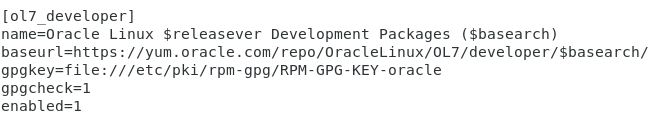 [ol7_developer]
name=Oracle Linux $releasever Development Packages ($basearch)
baseurl=https://yum.oracle.com/repo/OracleLinux/OL7/developer/$basearch/
gpgkey=file:///etc/pki/rpm-gpg/RPM-GPG-KEY-oracle
gpgcheck=1
enabled=1